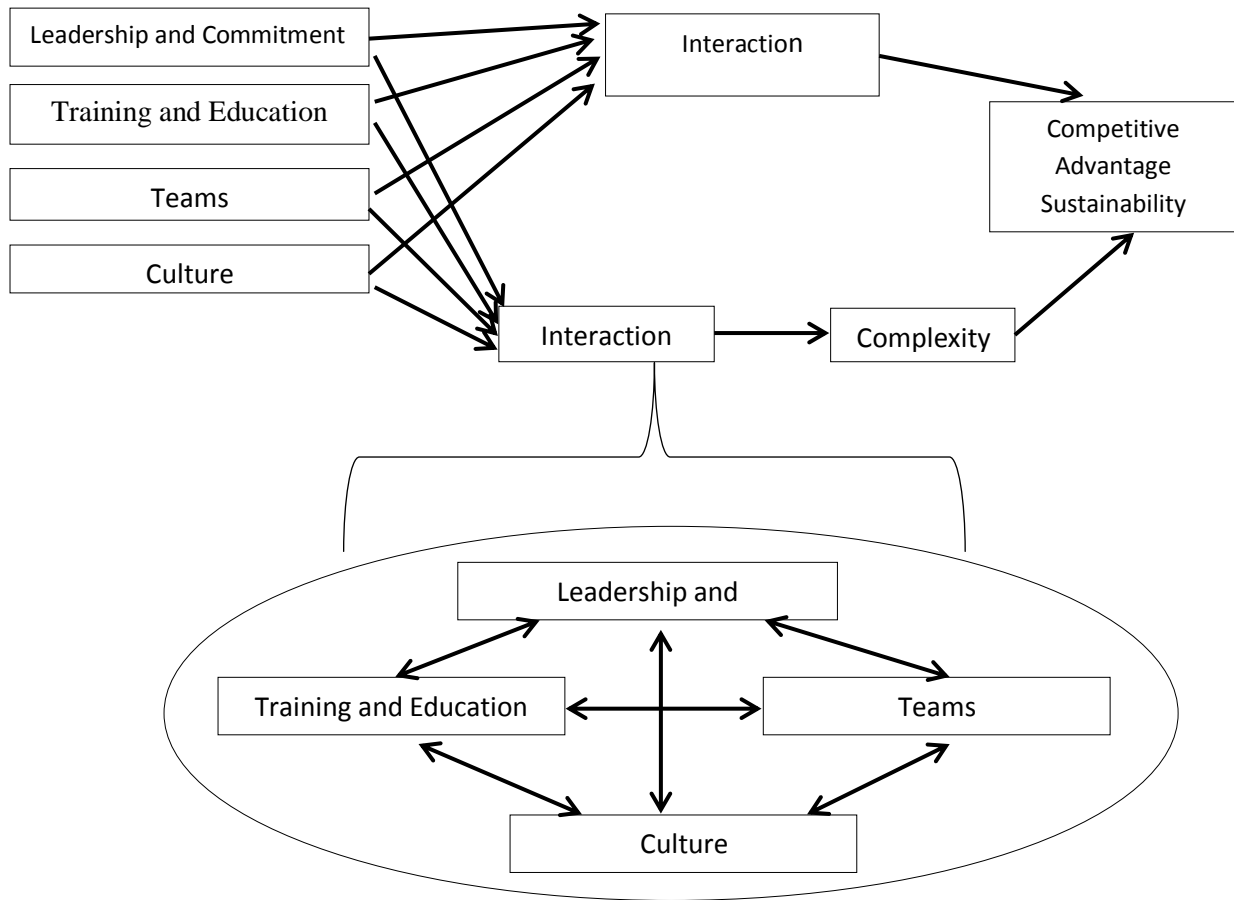 Leadership and Commitment
Interaction
Training and Education
Competitive
Advantage
Sustainability
Teams
Culture
Interaction
Complexity
Leadership and
Training and Education
Teams
Culture